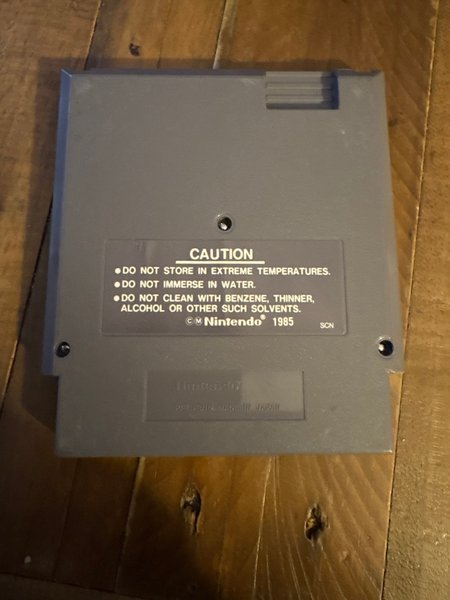 CAUTION
●DO NOT STORE IN EXTREME TEMPERATURES.
●DO NOT IMMERSE IN WATER.
●DO NOT CLEAN WITH BENZENE, THINNER,
ALCOHOL OR OTHER SUCH SOLVENTS.
©Ⓜ Nintendo® 1985 SCN
Nintendo